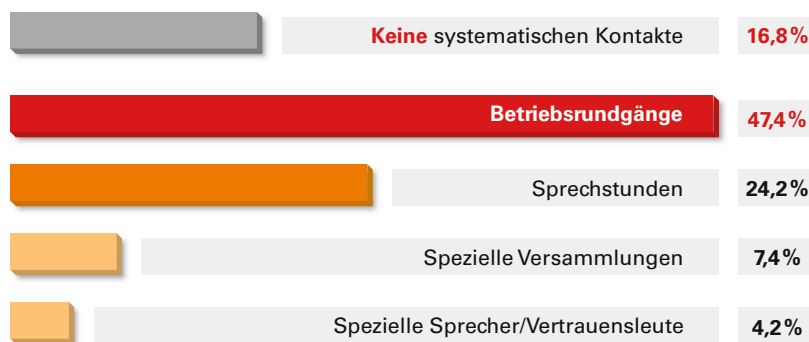 Keine systematischen Kontakte 16,8 %
Betriebsrundgänge 47,4 %
Sprechstunden 24,2 %
Spezielle Versammlungen 7,4 %
Spezielle Sprecher/Vertrauensleute 4,2 %